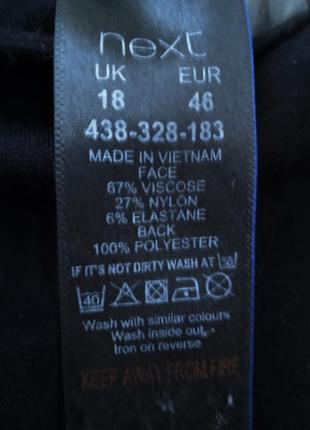 next
UK EUR
18 46
438-328-183
MADE IN VIETNAM
FACE
67% VISCOSE
27% NYLON
6% ELASTANE
BACK
100% POLYESTER
IF IT'S NOT DIRTY WASH AT 30
40
Wash with similar colours
Wash inside out
Iron on reverse
KEEP AWAY FROM FIRE